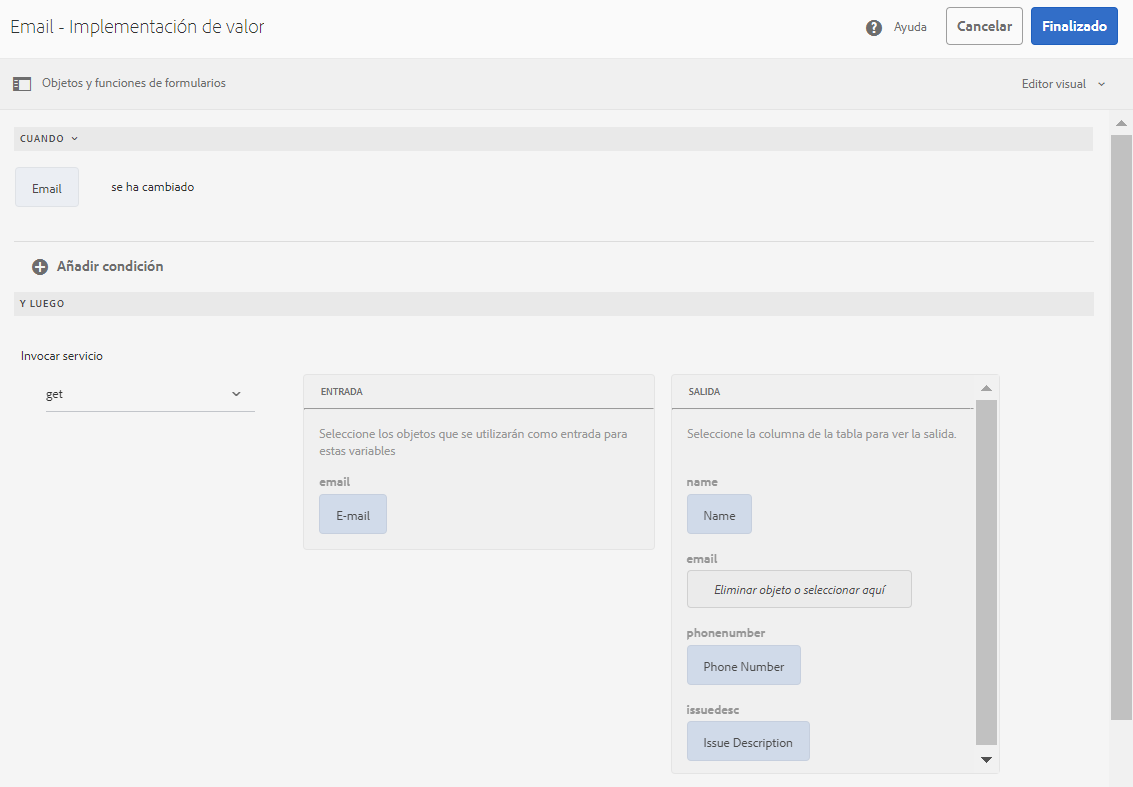 Email - Implementación de valor
Ayuda
Cancelar
Finalizado
Objetos y funciones de formularios
Editor visual
CUANDO
Email
se ha cambiado
Añadir condición
Y LUEGO
Invocar servicio
get
ENTRADA
Seleccione los objetos que se utilizarán como entrada para
estas variables
email
E-mail
SALIDA
Seleccione la columna de la tabla para ver la salida.
name
Name
email
Eliminar objeto o seleccionar aquí
phonenumber
Phone Number
issuedesc
Issue Description